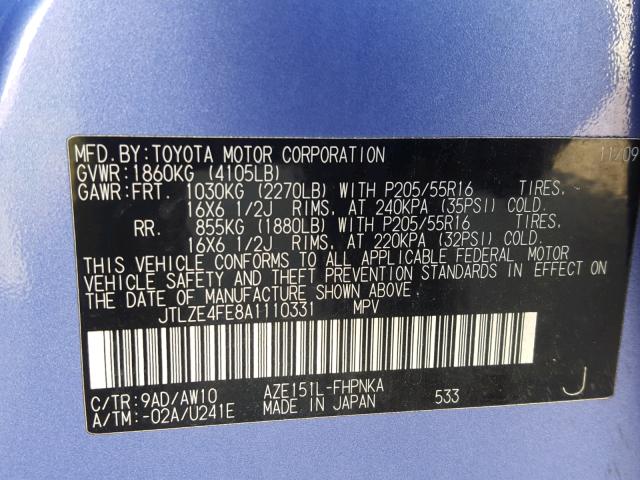 MFD.BY:TOYOTA MOTOR CORPORATION 11/09
GVWR:1860KG (4105LB)
GAWR:FRT. 1030KG (2270LB) WITH P205/55R16 TIRES,
16X6 1/2J RIMS, AT 240KPA (35PSI) COLD.
RR. 855KG (1880LB) WITH P205/55R16 TIRES,
16X6 1/2J RIMS, AT 220KPA (32PSI) COLD.
THIS VEHICLE CONFORMS TO ALL APPLICABLE FEDERAL MOTOR
VEHICLE SAFETY AND THEFT PREVENTION STANDARDS IN EFFECT ON
THE DATE OF MANUFACTURE SHOWN ABOVE.
JTLZE4FE8A1110331 MPV
C/TR:9AD/AW10 AZE151L-FHPNKA
A/TM:-02A/U241E MADE IN JAPAN 533 J